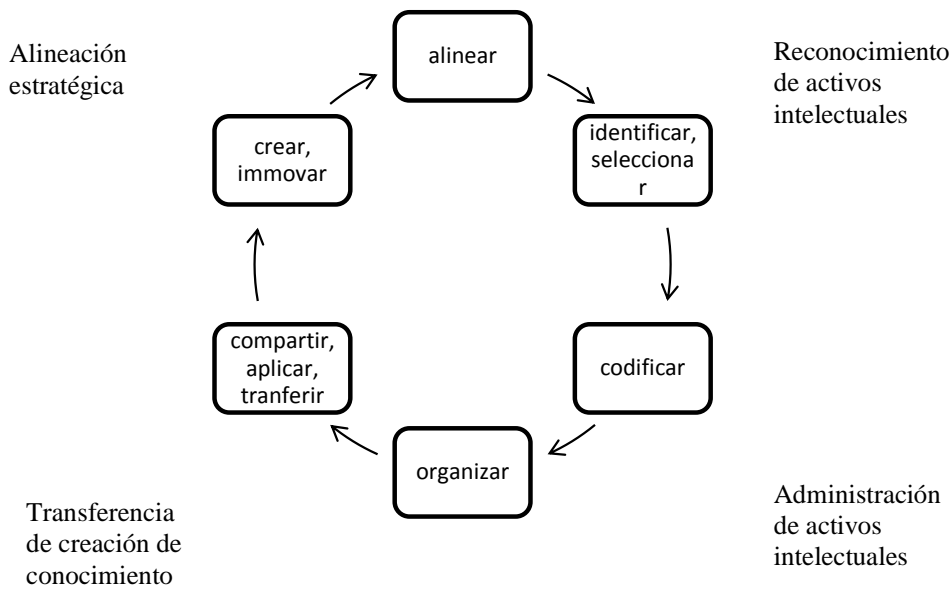 Alineación
estratégica
alinear
Reconocimiento
de activos
intelectuales
crear,
immovar
identificar,
selecciona
r
compartir,
aplicar,
tranferir
codificar
organizar
Transferencia
de creación de
conocimiento
Administración
de activos
intelectuales